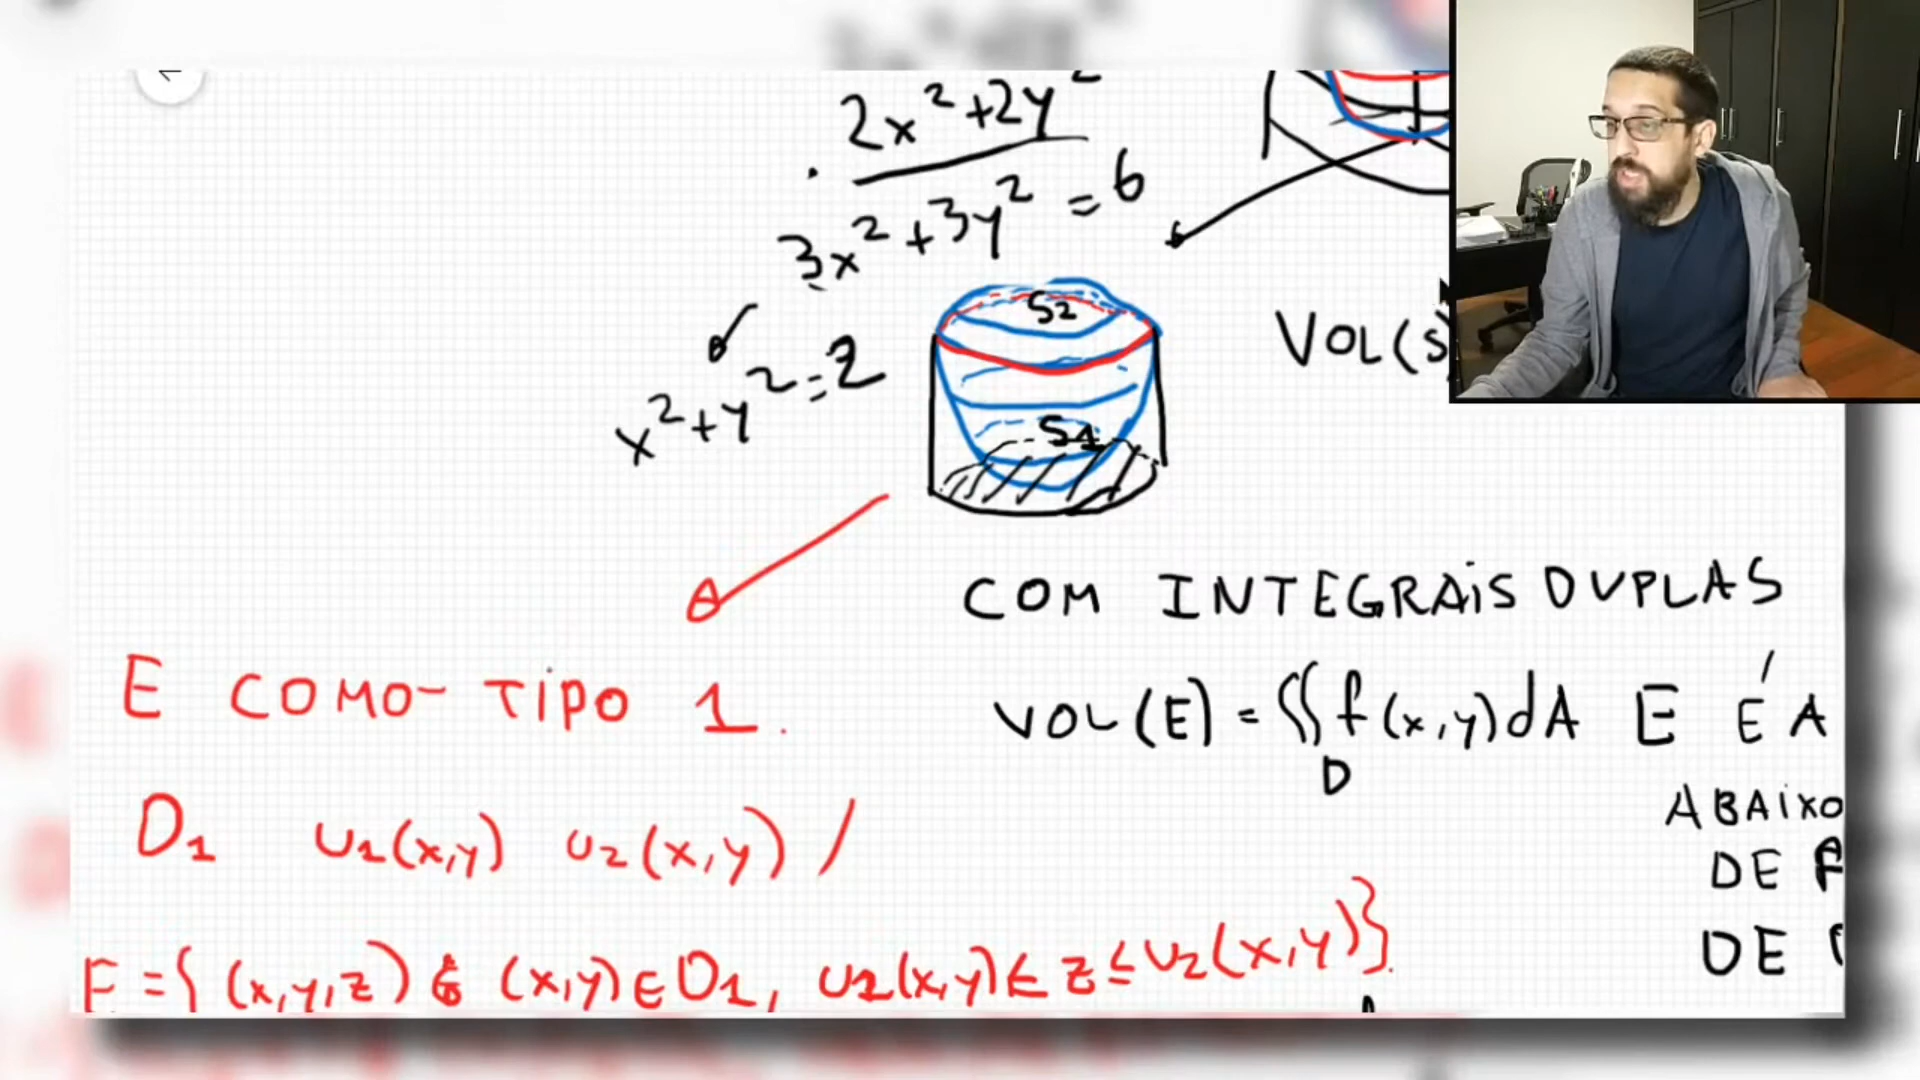 2x²+2y²
3x²+3y² = 6
x²+y²=2
S2
S1
VOL(S)
COM INTEGRAIS DUPLAS
E COMO TIPO 1.
VOL(E) = ∫∫ f(x,y)dA E É A
D
ABAIXO
D1 U1(x,y) U2(x,y) /
DE
E = { (x,y,z) (x,y)∈D1, U1(x,y)≤ z ≤ U2(x,y)}.
DE